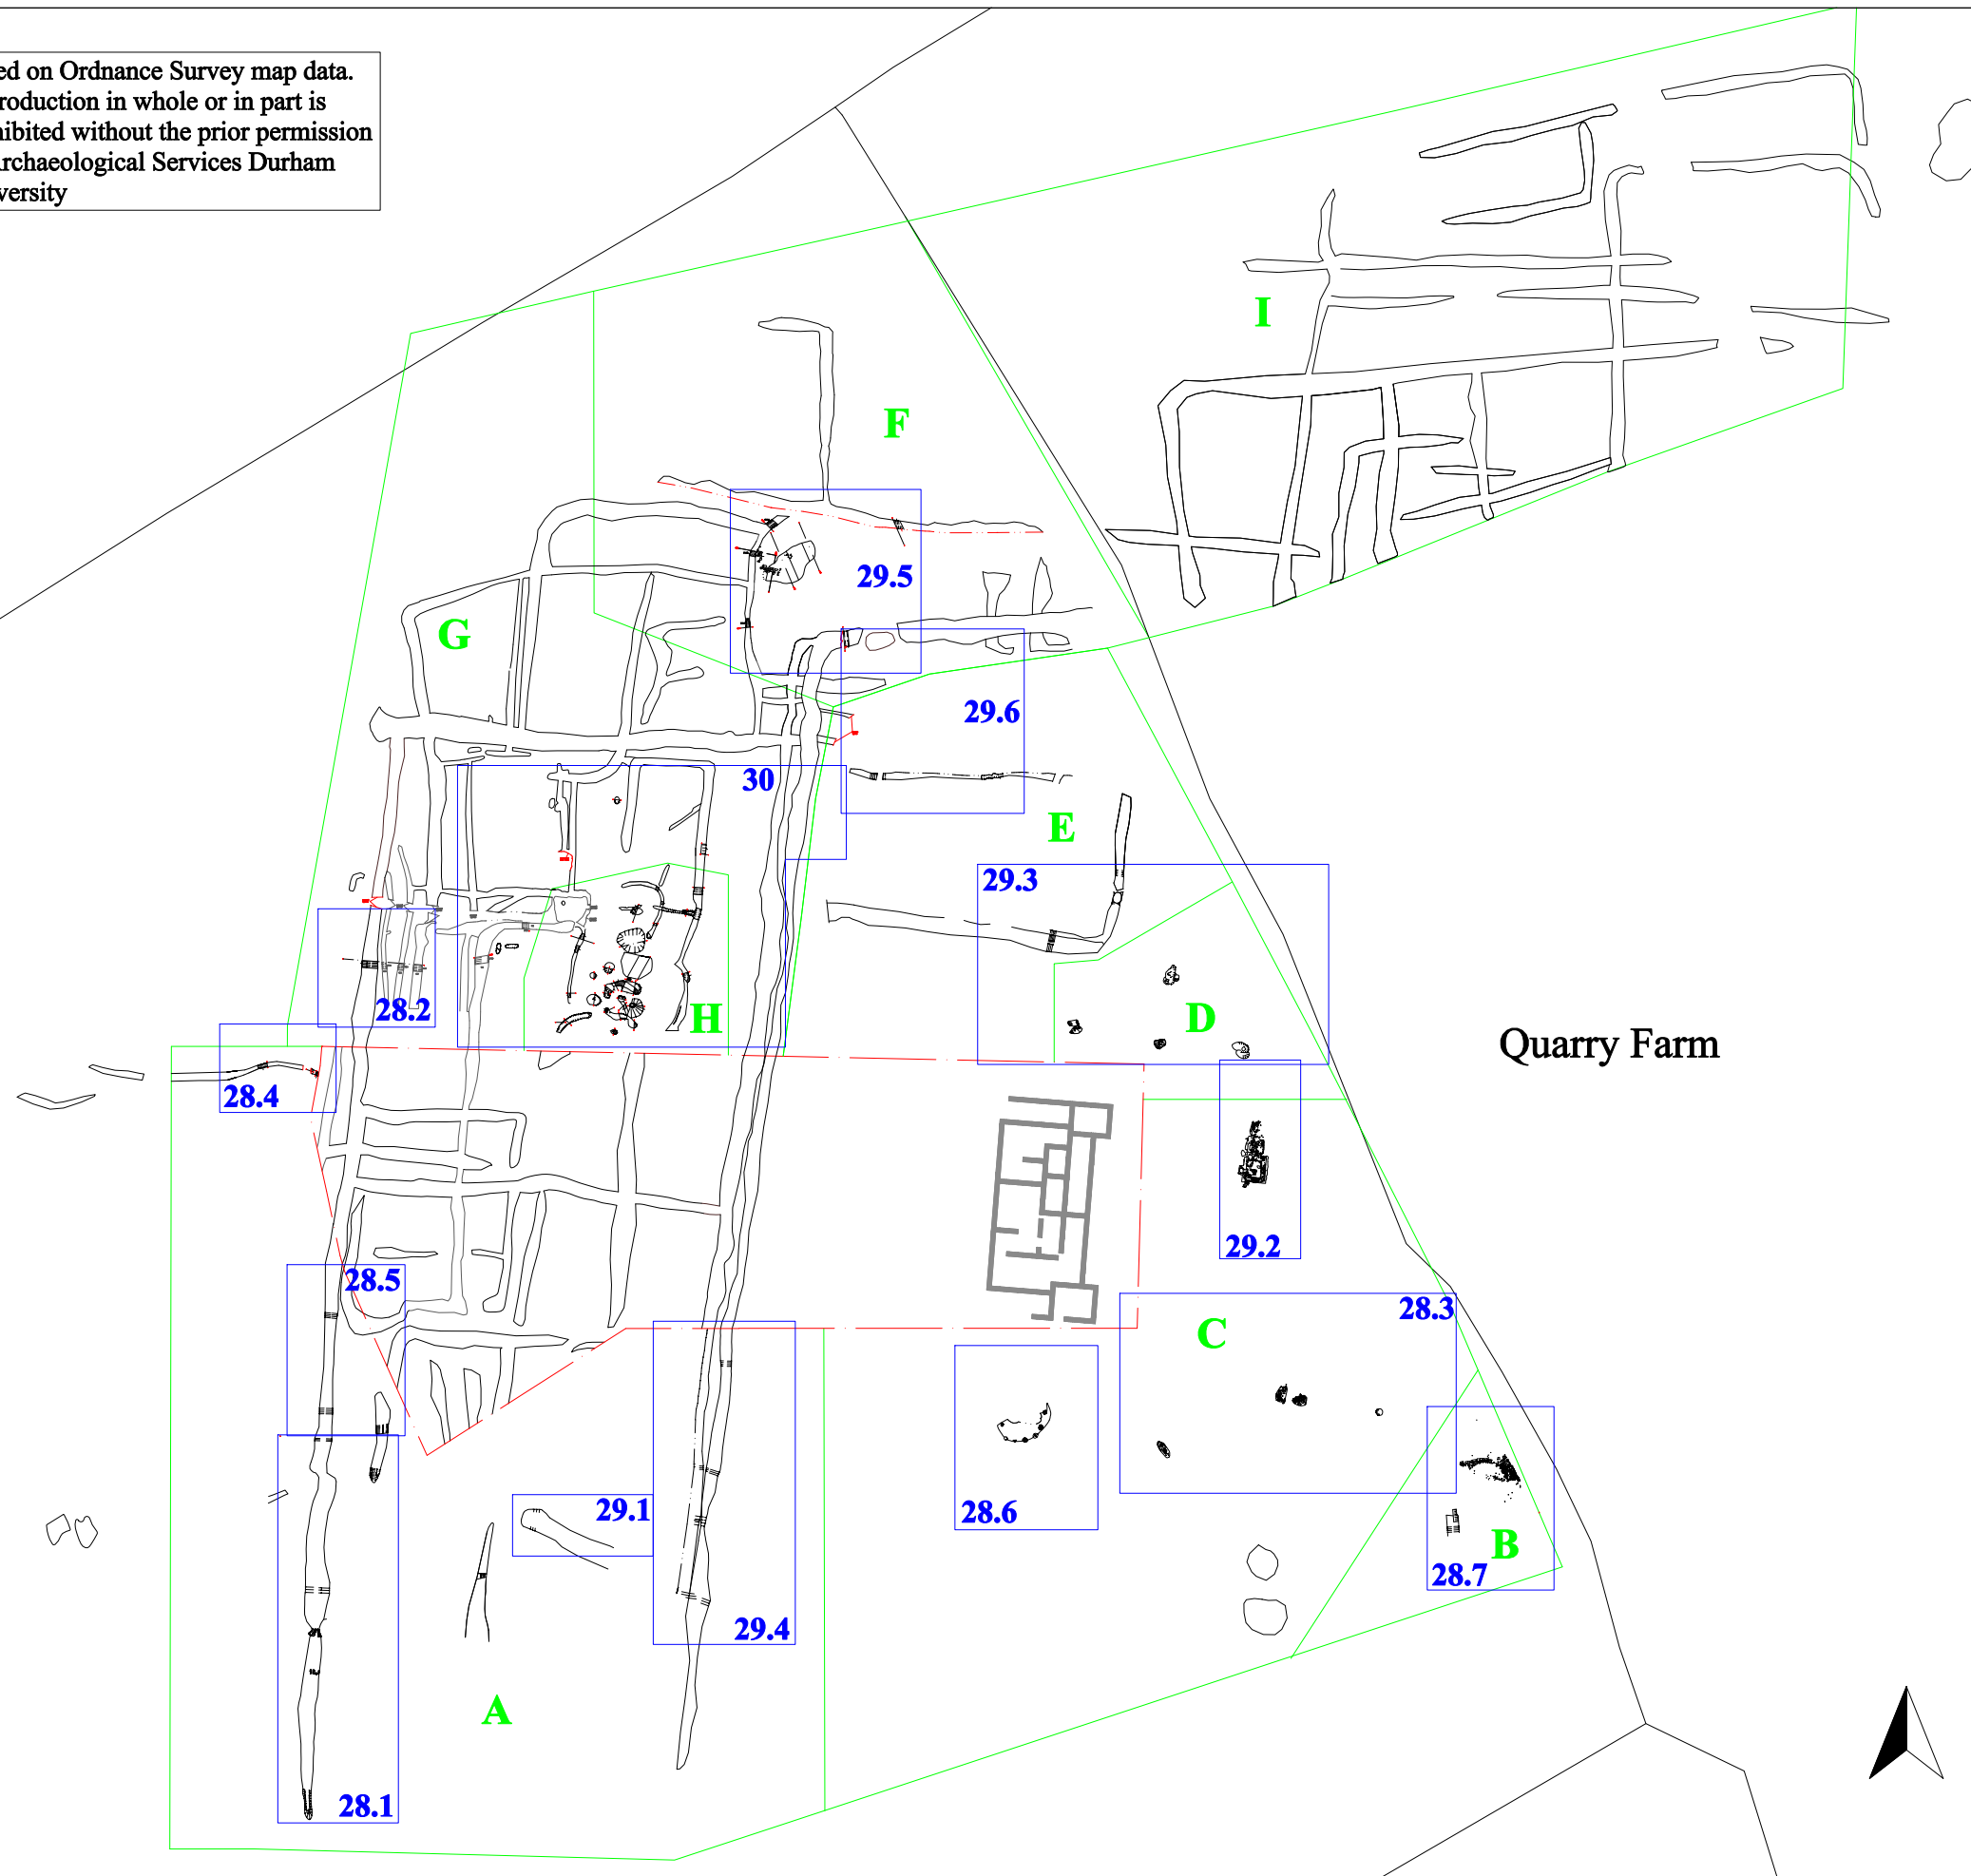 ed on Ordnance Survey map data.
roduction in whole or in part is
hibited without the prior permission
Archaeological Services Durham
versity
I
F
29.5
G
29.6
30
E
29.3
28.2
H
D
Quarry Farm
28.4
29.2
28.5
28.3
C
29.1
28.6
B
28.7
29.4
A
28.1